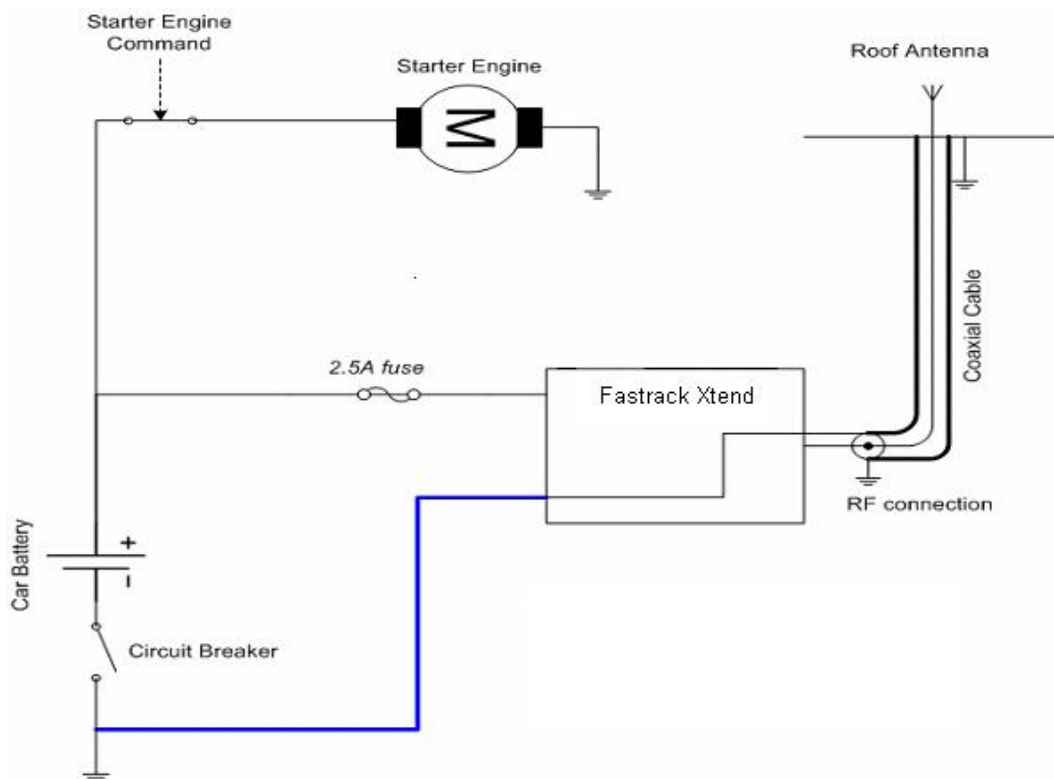 Starter Engine
Command
Starter Engine
M
Roof Antenna
Coaxial Cable
2.5A fuse
Fastrack Xtend
RF connection
Car Battery
+
−
Circuit Breaker